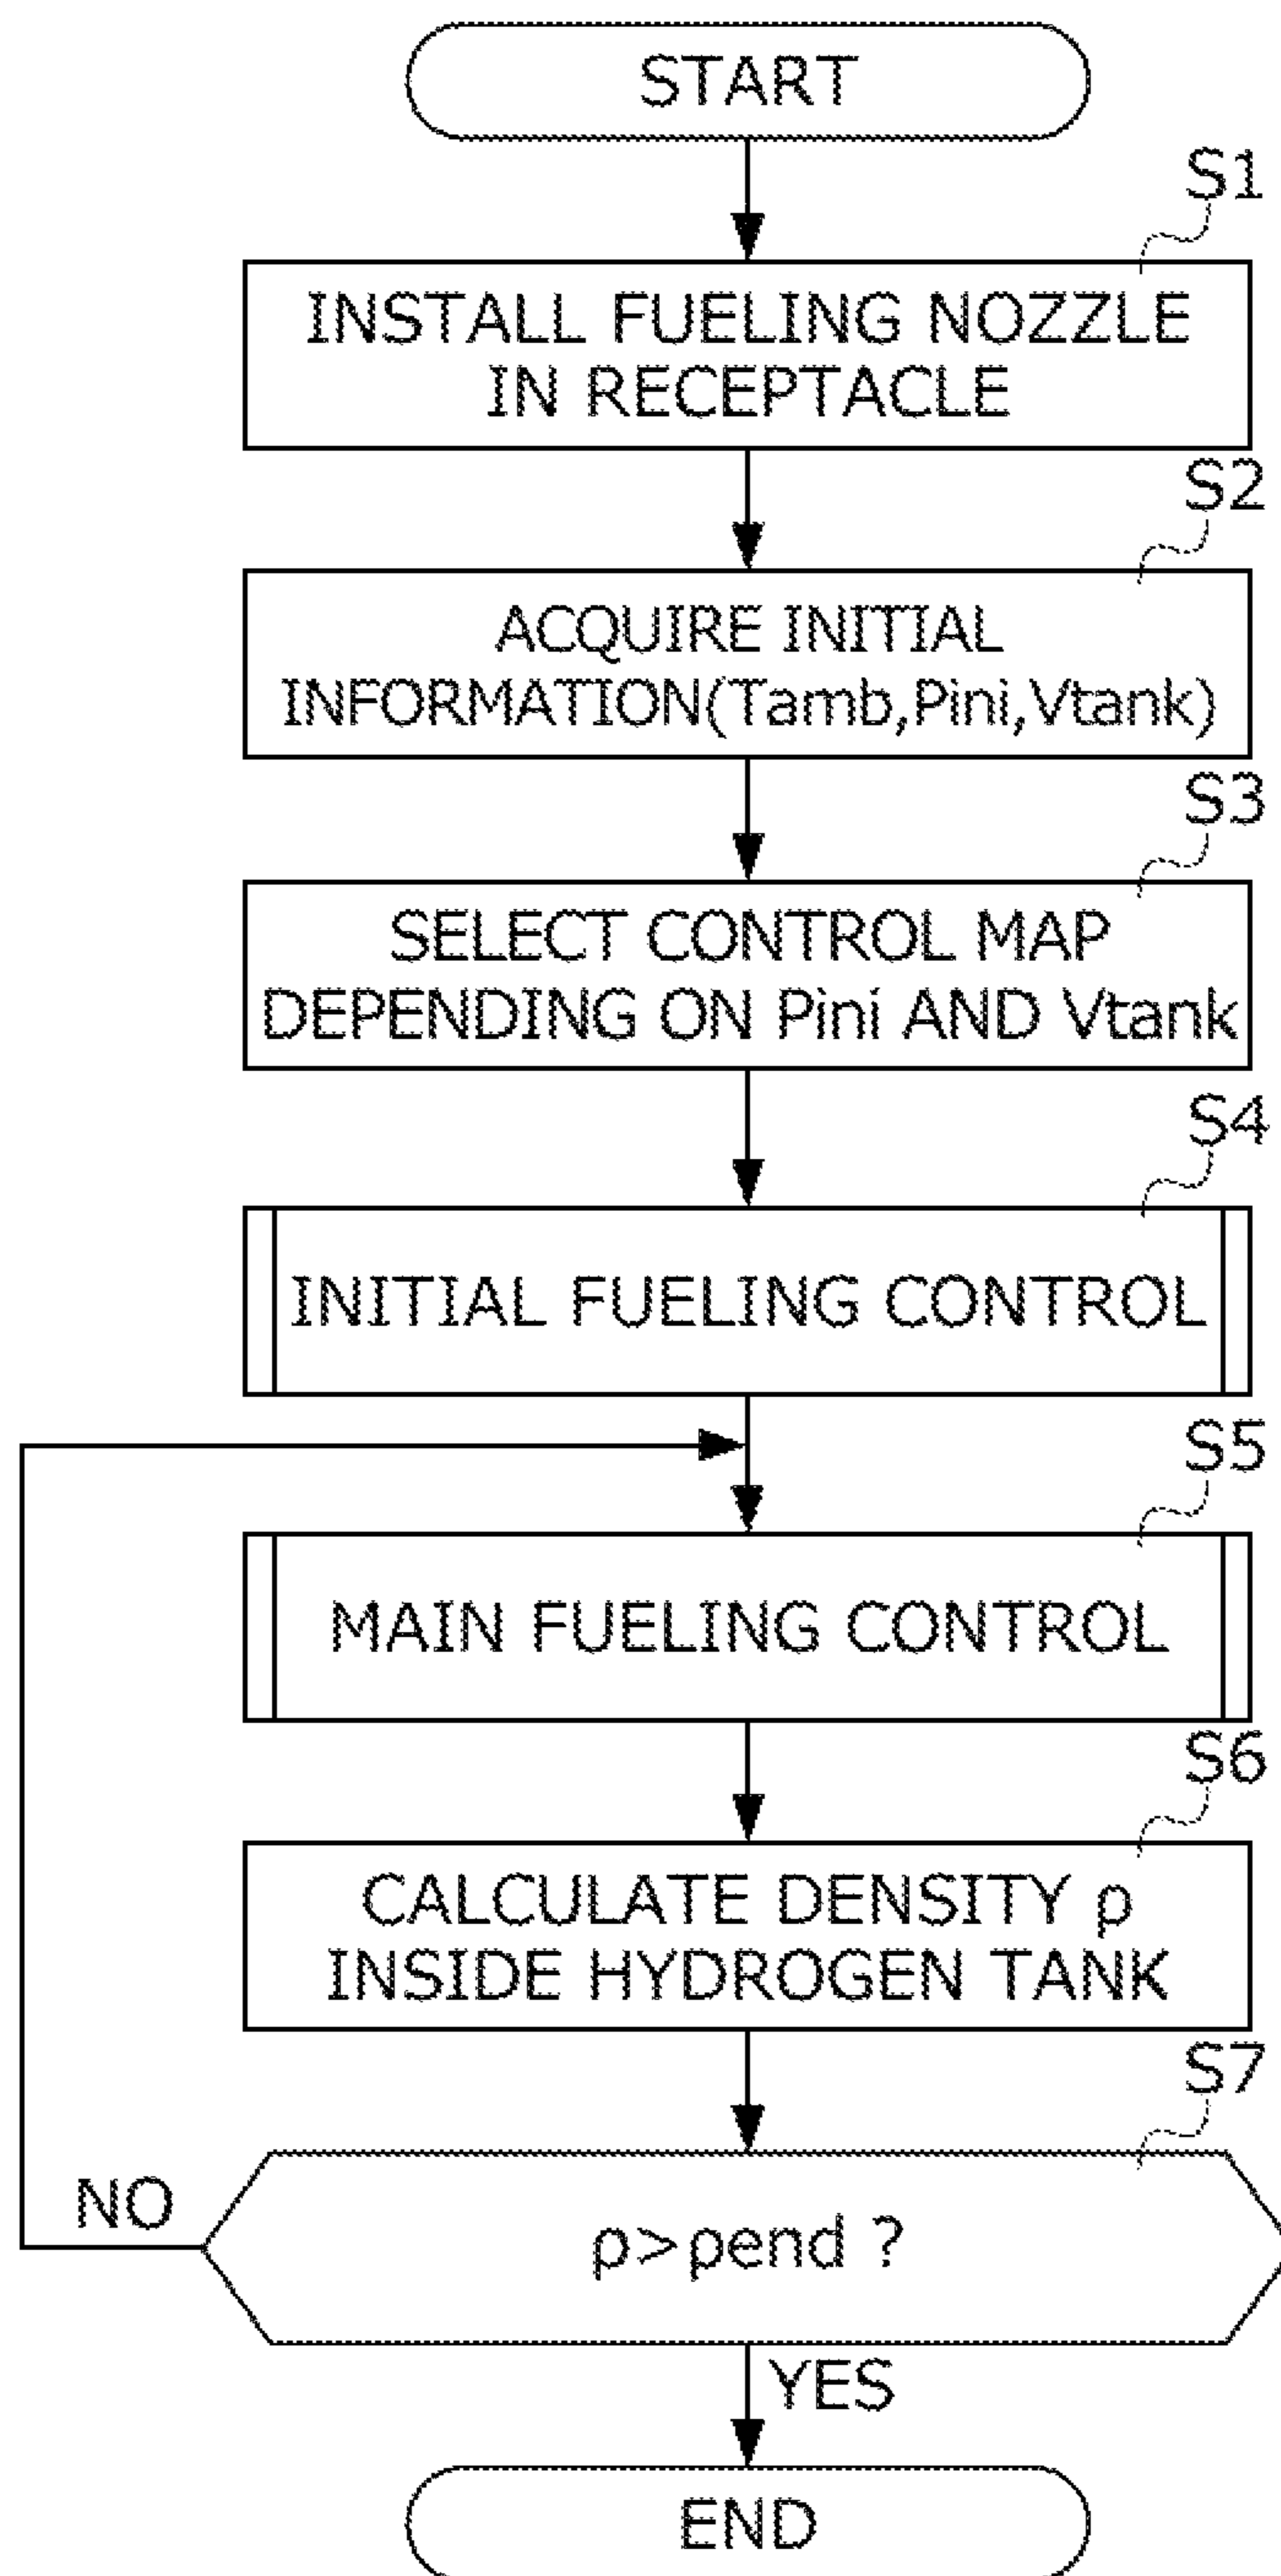 START
S1
INSTALL FUELING NOZZLE
IN RECEPTACLE
S2
ACQUIRE INITIAL
INFORMATION(Tamb,Pini,Vtank)
S3
SELECT CONTROL MAP
DEPENDING ON Pini AND Vtank
S4
INITIAL FUELING CONTROL
S5
MAIN FUELING CONTROL
S6
CALCULATE DENSITY ρ
INSIDE HYDROGEN TANK
S7
NO
ρ>ρend ?
YES
END